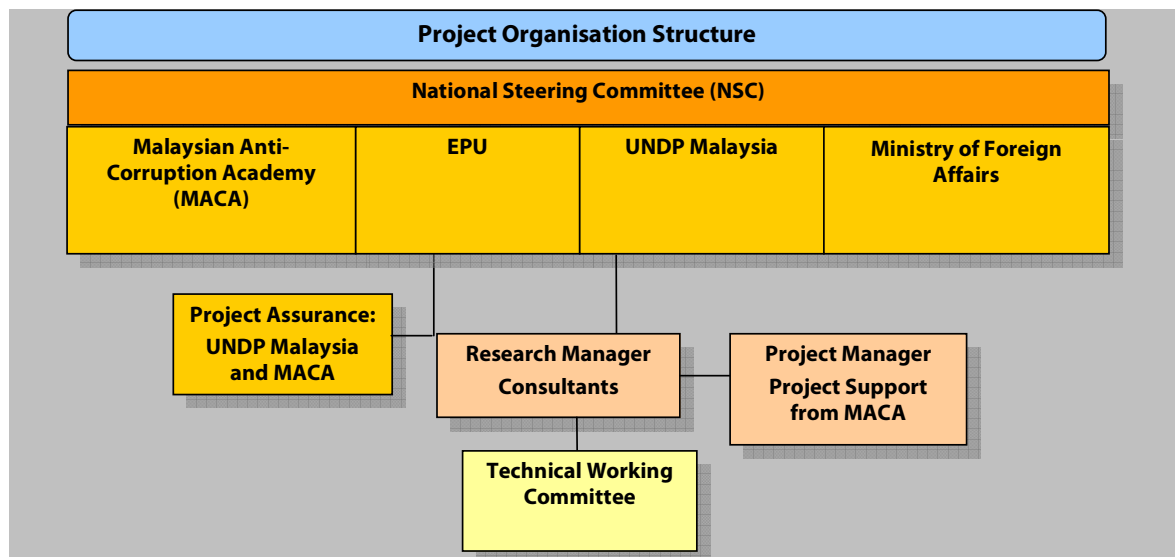 Project Organisation Structure
National Steering Committee (NSC)
Malaysian Anti-
Corruption Academy
(MACA)
EPU
UNDP Malaysia
Ministry of Foreign
Affairs
Project Assurance:
UNDP Malaysia
and MACA
Research Manager
Consultants
Project Manager
Project Support
from MACA
Technical Working
Committee